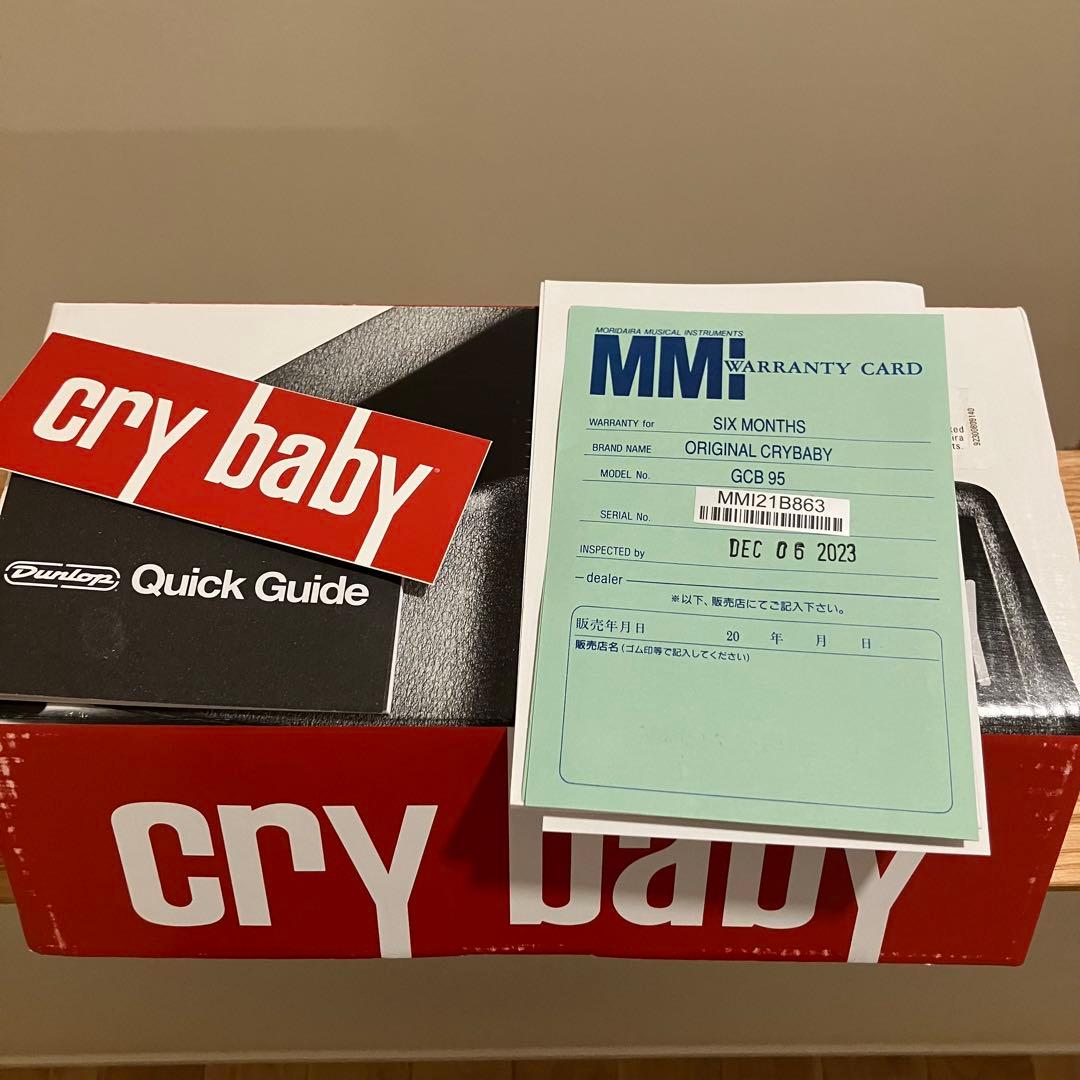 cry baby
Dunlop Quick Guide
MORIDAIRA MUSICAL INSTRUMENTS
MMI WARRANTY CARD
WARRANTY for SIX MONTHS
BRAND NAME ORIGINAL CRYBABY
MODEL No. GCB 95
SERIAL No. MMI21B863
INSPECTED by DEC 06 2023
dealer
※以下、販売店にてご記入下さい。
販売年月日 20 年 月 日
販売店名 (ゴム印等で記入してください)
92300809140
cry baby